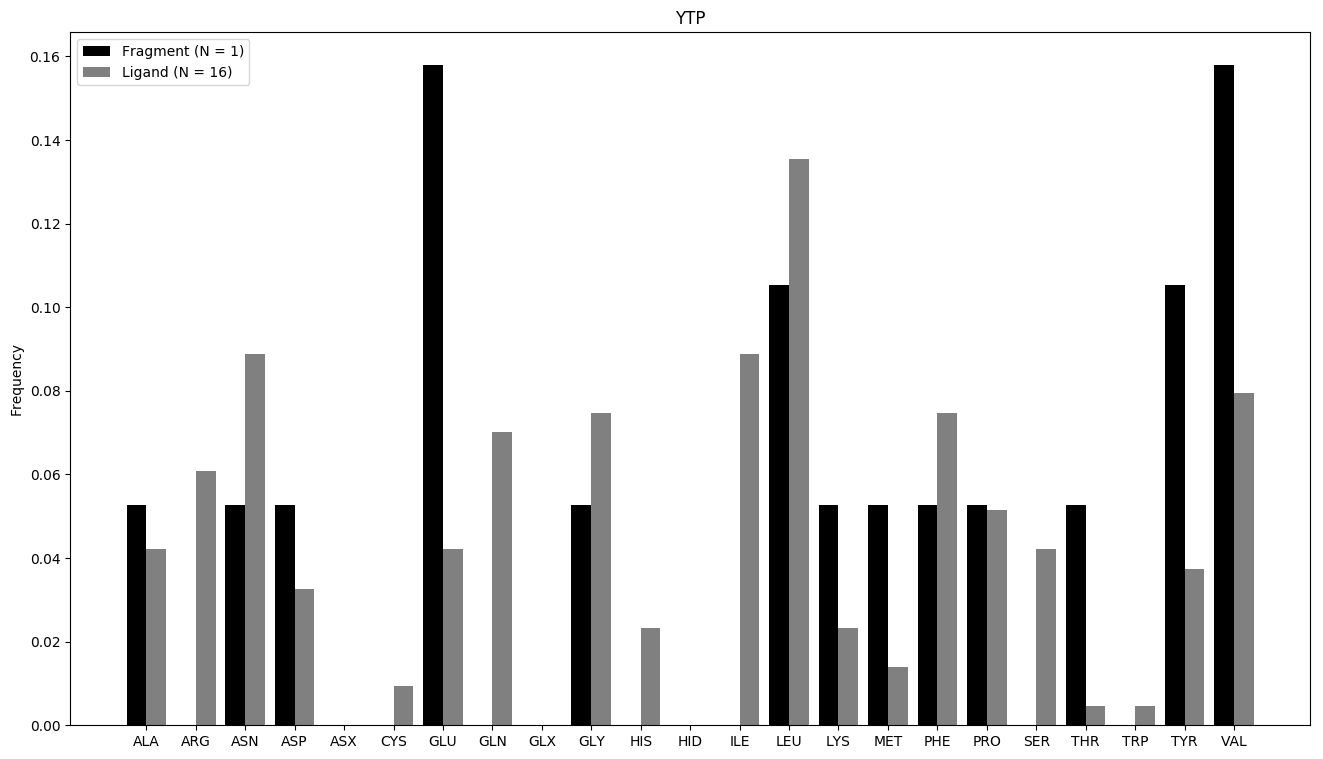 YTP
Fragment (N = 1)
Ligand (N = 16)
Frequency
0.16
0.14
0.12
0.10
0.08
0.06
0.04
0.02
0.00
ALA ARG ASN ASP ASX CYS GLU GLN GLX GLY HIS HID ILE LEU LYS MET PHE PRO SER THR TRP TYR VAL